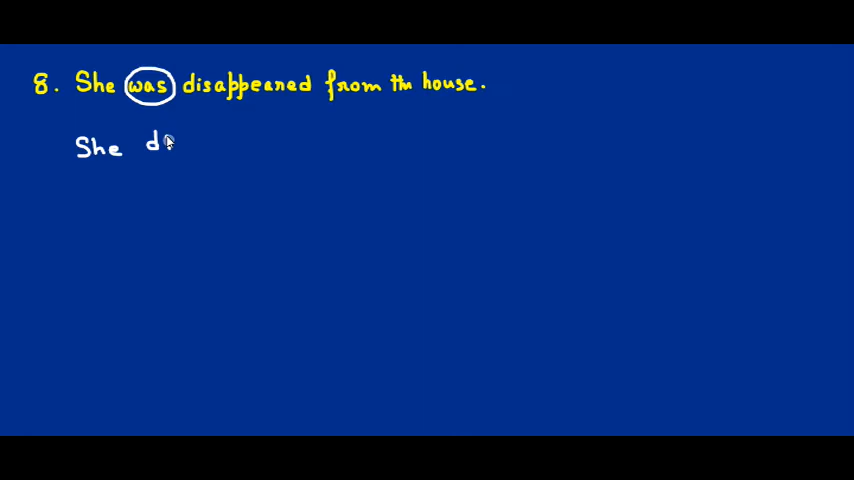 8. She was disappeared from the house.
She d